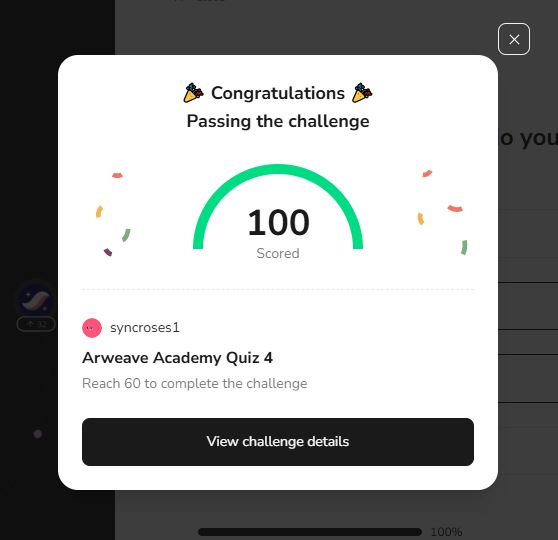 Congratulations
Passing the challenge
o you
100
Scored
32
syncroses1
Arweave Academy Quiz 4
Reach 60 to complete the challenge
View challenge details
100%